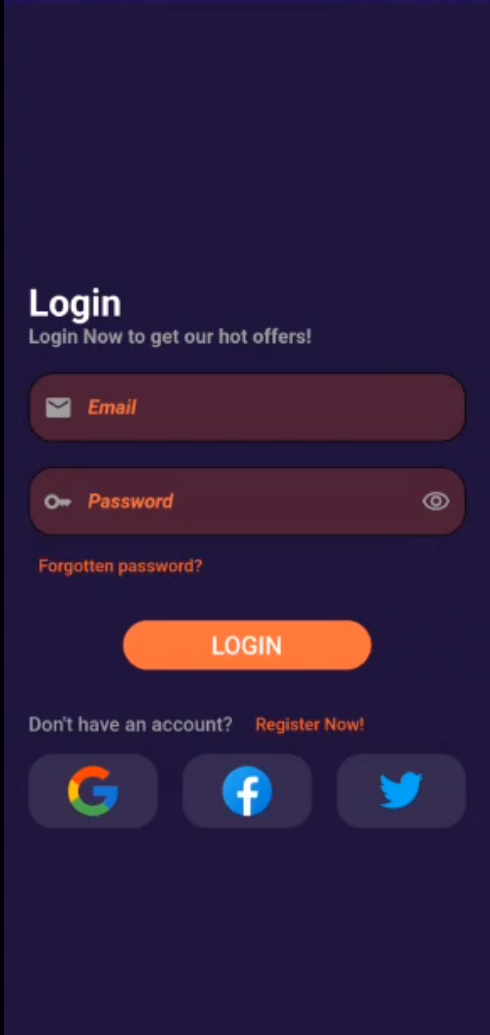 Login
Login Now to get our hot offers!
Email
Password
Forgotten password?
LOGIN
Don't have an account? Register Now!